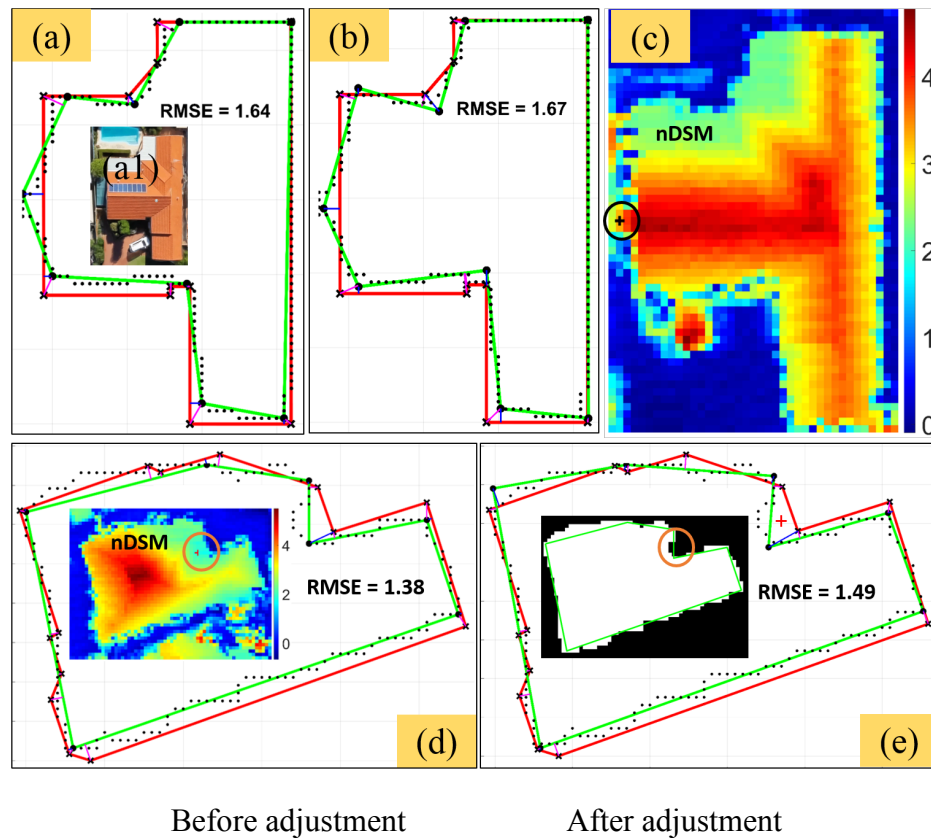 (a)
(b)
(c)
RMSE = 1.64
RMSE = 1.67
nDSM
(a1)
4
3
2
1
0
nDSM
4
2
0
RMSE = 1.38
RMSE = 1.49
(d)
(e)
Before adjustment
After adjustment